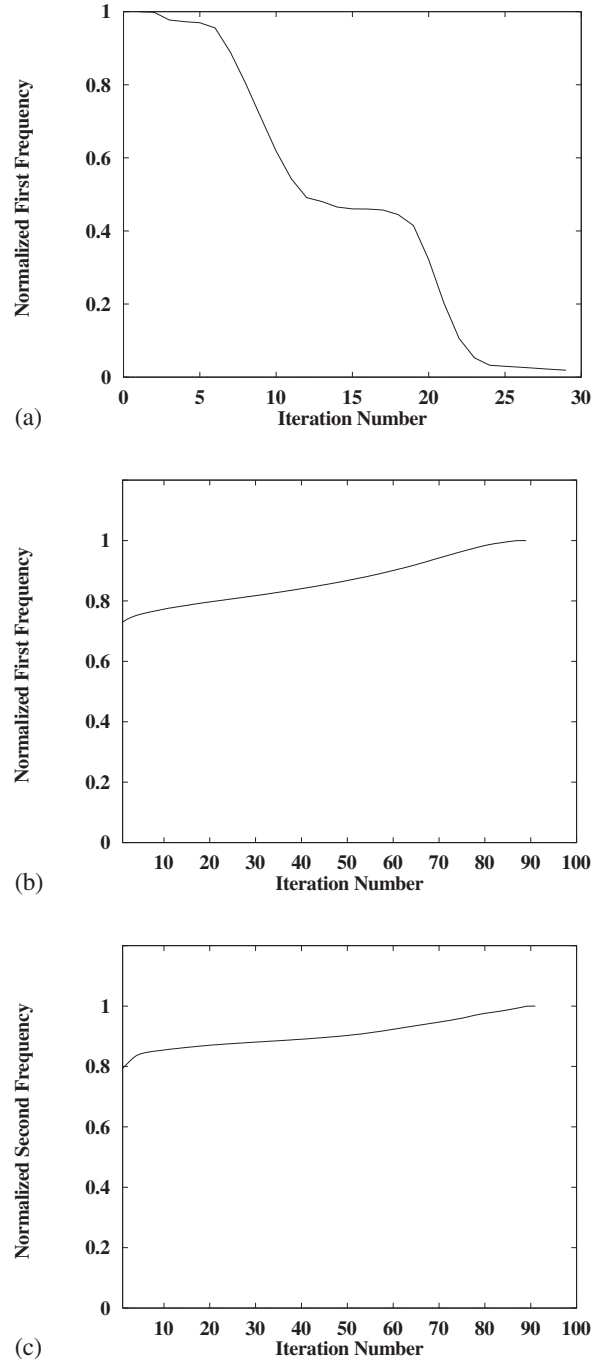 1
0.8
0.6
0.4
0.2
0
Normalized First Frequency
0 5 10 15 20 25 30
Iteration Number
(a)
1
0.8
0.6
0.4
0.2
0
Normalized First Frequency
10 20 30 40 50 60 70 80 90 100
Iteration Number
(b)
1
0.8
0.6
0.4
0.2
0
Normalized Second Frequency
10 20 30 40 50 60 70 80 90 100
Iteration Number
(c)